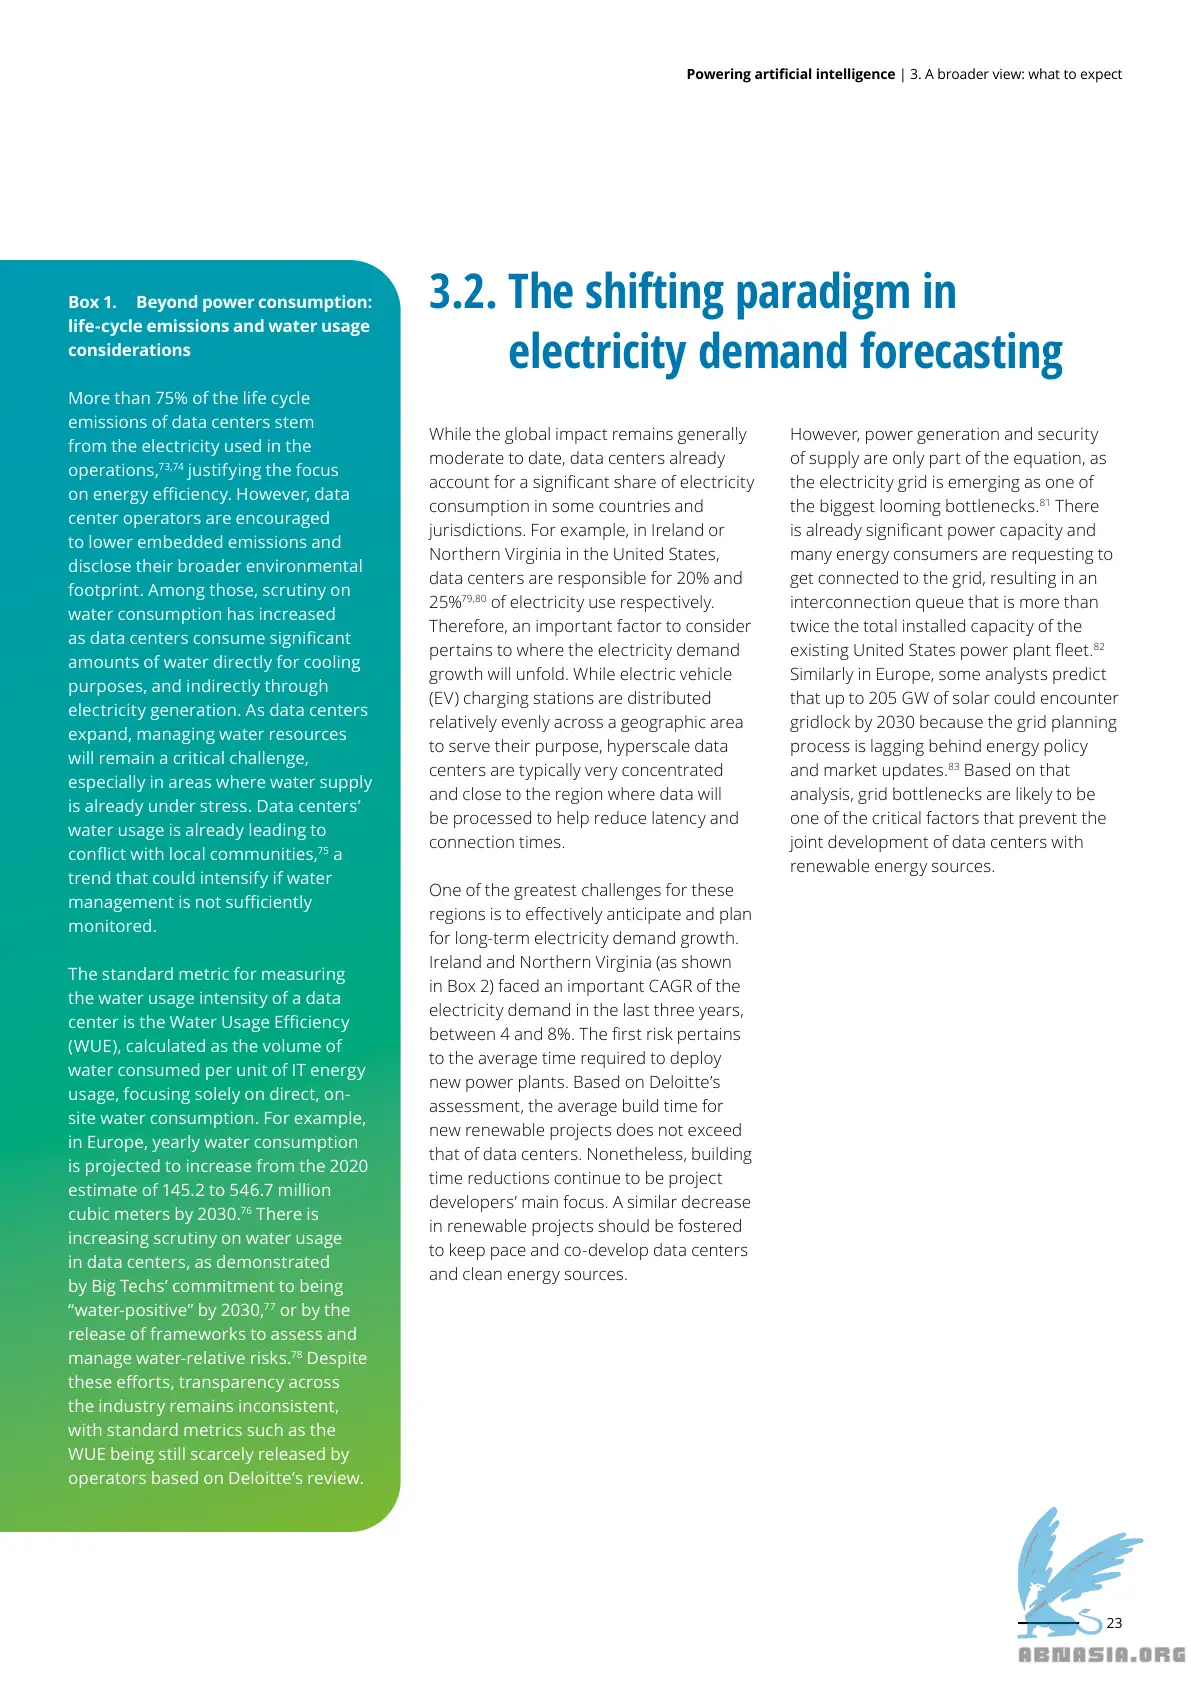 Powering artificial intelligence | 3. A broader view: what to expect
Box 1. Beyond power consumption:
life-cycle emissions and water usage
considerations
More than 75% of the life cycle
emissions of data centers stem
from the electricity used in the
operations,73,74 justifying the focus
on energy efficiency. However, data
center operators are encouraged
to lower embedded emissions and
disclose their broader environmental
footprint. Among those, scrutiny on
water consumption has increased
as data centers consume significant
amounts of water directly for cooling
purposes, and indirectly through
electricity generation. As data centers
expand, managing water resources
will remain a critical challenge,
especially in areas where water supply
is already under stress. Data centers’
water usage is already leading to
conflict with local communities,75 a
trend that could intensify if water
management is not sufficiently
monitored.
The standard metric for measuring
the water usage intensity of a data
center is the Water Usage Efficiency
(WUE), calculated as the volume of
water consumed per unit of IT energy
usage, focusing solely on direct, on-
site water consumption. For example,
in Europe, yearly water consumption
is projected to increase from the 2020
estimate of 145.2 to 546.7 million
cubic meters by 2030.76 There is
increasing scrutiny on water usage
in data centers, as demonstrated
by Big Techs’ commitment to being
“water-positive” by 2030,77 or by the
release of frameworks to assess and
manage water-relative risks.78 Despite
these efforts, transparency across
the industry remains inconsistent,
with standard metrics such as the
WUE being still scarcely released by
operators based on Deloitte’s review.
3.2. The shifting paradigm in
electricity demand forecasting
While the global impact remains generally
moderate to date, data centers already
account for a significant share of electricity
consumption in some countries and
jurisdictions. For example, in Ireland or
Northern Virginia in the United States,
data centers are responsible for 20% and
25%79,80 of electricity use respectively.
Therefore, an important factor to consider
pertains to where the electricity demand
growth will unfold. While electric vehicle
(EV) charging stations are distributed
relatively evenly across a geographic area
to serve their purpose, hyperscale data
centers are typically very concentrated
and close to the region where data will
be processed to help reduce latency and
connection times.
One of the greatest challenges for these
regions is to effectively anticipate and plan
for long-term electricity demand growth.
Ireland and Northern Virginia (as shown
in Box 2) faced an important CAGR of the
electricity demand in the last three years,
between 4 and 8%. The first risk pertains
to the average time required to deploy
new power plants. Based on Deloitte’s
assessment, the average build time for
new renewable projects does not exceed
that of data centers. Nonetheless, building
time reductions continue to be project
developers’ main focus. A similar decrease
in renewable projects should be fostered
to keep pace and co-develop data centers
and clean energy sources.
However, power generation and security
of supply are only part of the equation, as
the electricity grid is emerging as one of
the biggest looming bottlenecks.81 There
is already significant power capacity and
many energy consumers are requesting to
get connected to the grid, resulting in an
interconnection queue that is more than
twice the total installed capacity of the
existing United States power plant fleet.82
Similarly in Europe, some analysts predict
that up to 205 GW of solar could encounter
gridlock by 2030 because the grid planning
process is lagging behind energy policy
and market updates.83 Based on that
analysis, grid bottlenecks are likely to be
one of the critical factors that prevent the
joint development of data centers with
renewable energy sources.
23
ABNASIA.ORG